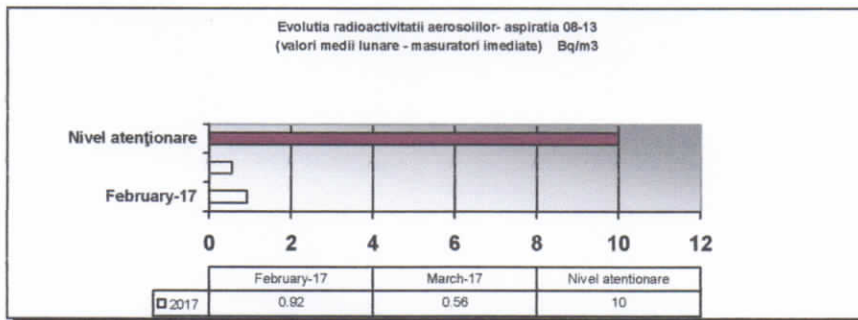 Evolutia radioactivitatii aerosolilor- aspiratia 08-13
(valori medii lunare - masuratori imediate) Bq/m3
Nivel atenţionare
February-17
0 2 4 6 8 10 12
February-17 March-17 Nivel atentionare
2017 0.92 0.56 10